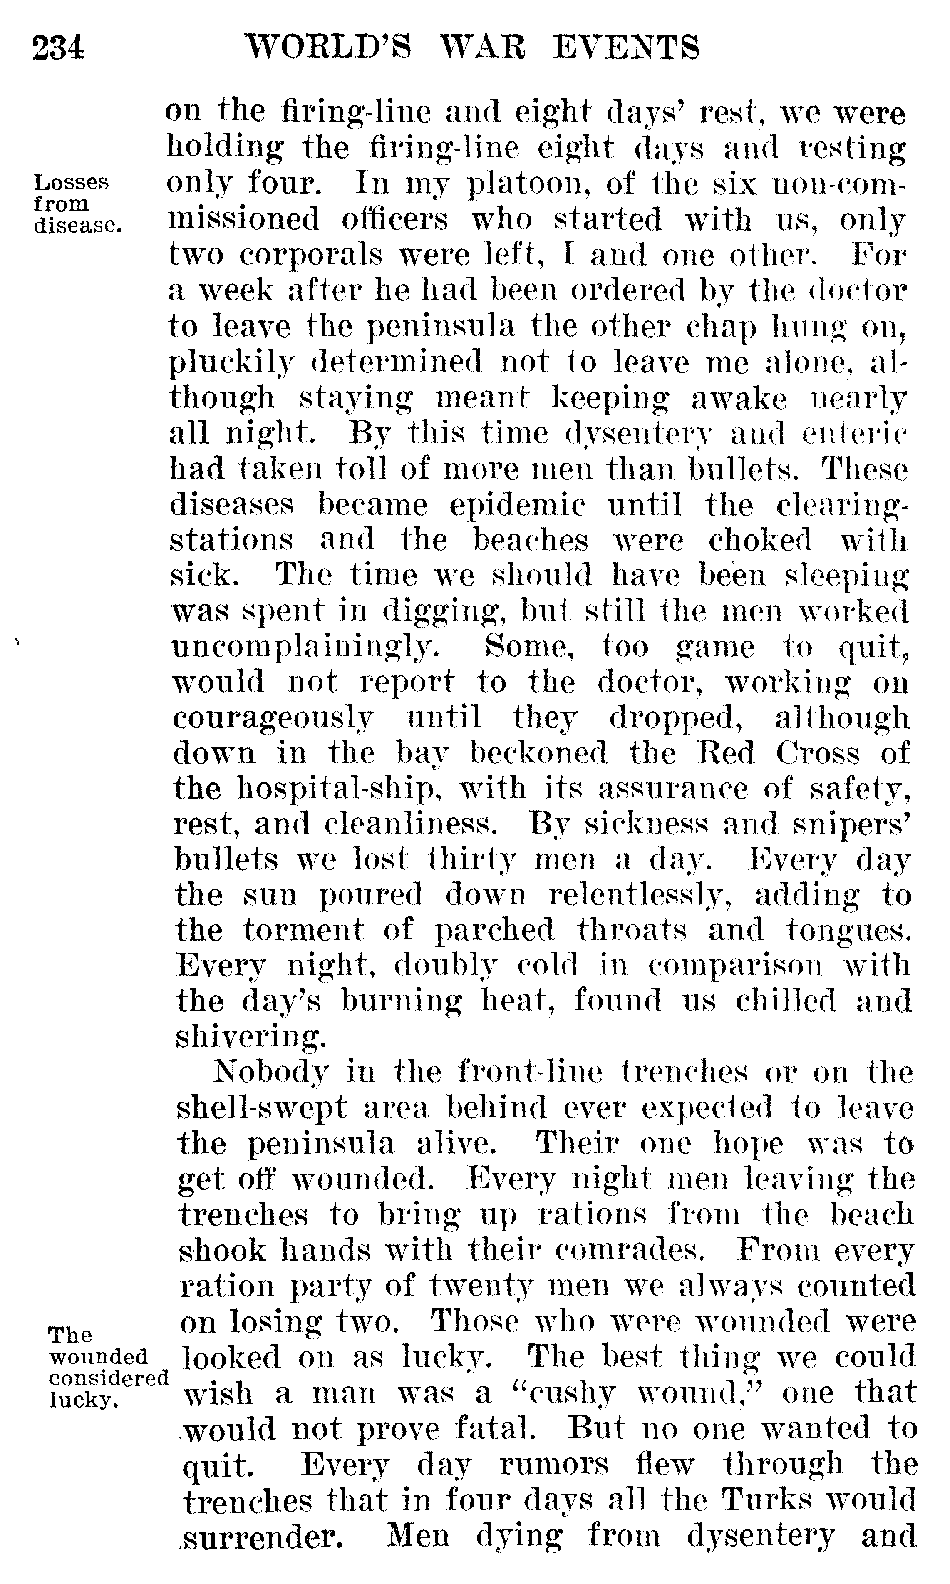 234 WORLD'S WAR EVENTS
on the firing-line and eight days' rest, we were
holding the firing-line eight days and resting
Losses from disease.
only four. In my platoon, of the six non-com-
missioned officers who started with us, only
two corporals were left, I and one other. For
a week after he had been ordered by the doctor
to leave the peninsula the other chap hung on,
pluckily determined not to leave me alone, al-
though staying meant keeping awake nearly
all night. By this time dysentery and enteric
had taken toll of more men than bullets. These
diseases became epidemic until the clearing-
stations and the beaches were choked with
sick. The time we should have been sleeping
was spent in digging, but still the men worked
uncomplainingly. Some, too game to quit,
would not report to the doctor, working on
courageously until they dropped, although
down in the bay beckoned the Red Cross of
the hospital-ship, with its assurance of safety,
rest, and cleanliness. By sickness and snipers'
bullets we lost thirty men a day. Every day
the sun poured down relentlessly, adding to
the torment of parched throats and tongues.
Every night, doubly cold in comparison with
the day's burning heat, found us chilled and
shivering.
Nobody in the front-line trenches or on the
shell-swept area behind ever expected to leave
the peninsula alive. Their one hope was to
get off wounded. Every night men leaving the
trenches to bring up rations from the beach
shook hands with their comrades. From every
ration party of twenty men we always counted
on losing two. Those who were wounded were
The
wounded
considered
lucky.
looked on as lucky. The best thing we could
wish a man was a "cushy wound," one that
would not prove fatal. But no one wanted to
quit. Every day rumors flew through the
trenches that in four days all the Turks would
surrender. Men dying from dysentery and